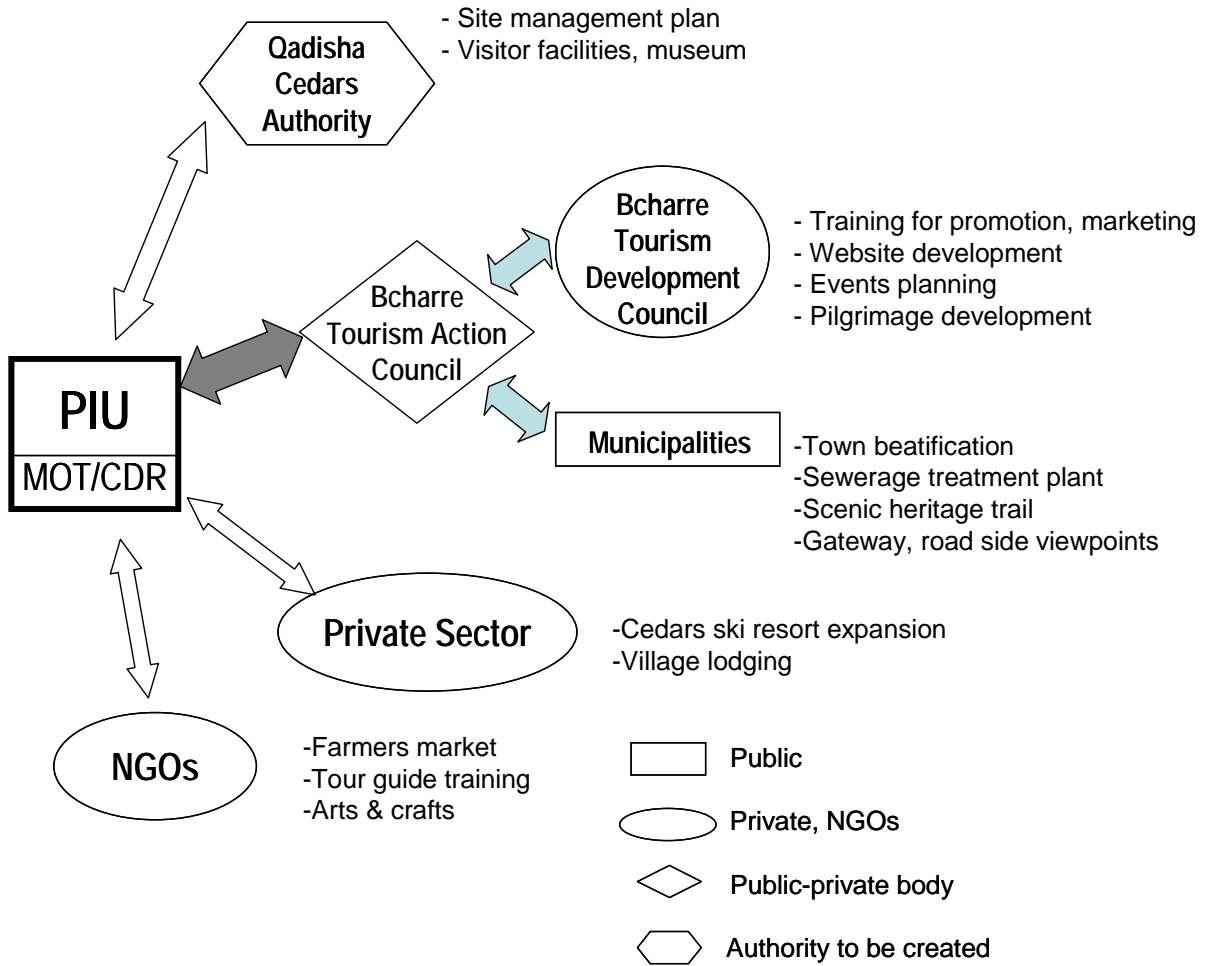 Qadisha
Cedars
Authority
- Site management plan
- Visitor facilities, museum
Bcharre
Tourism
Development
Council
- Training for promotion, marketing
- Website development
- Events planning
- Pilgrimage development
Bcharre
Tourism Action
Council
PIU
MOT/CDR
Municipalities
-Town beatification
-Sewerage treatment plant
-Scenic heritage trail
-Gateway, road side viewpoints
Private Sector
-Cedars ski resort expansion
-Village lodging
NGOs
-Farmers market
-Tour guide training
-Arts & crafts
Public
Private, NGOs
Public-private body
Authority to be created